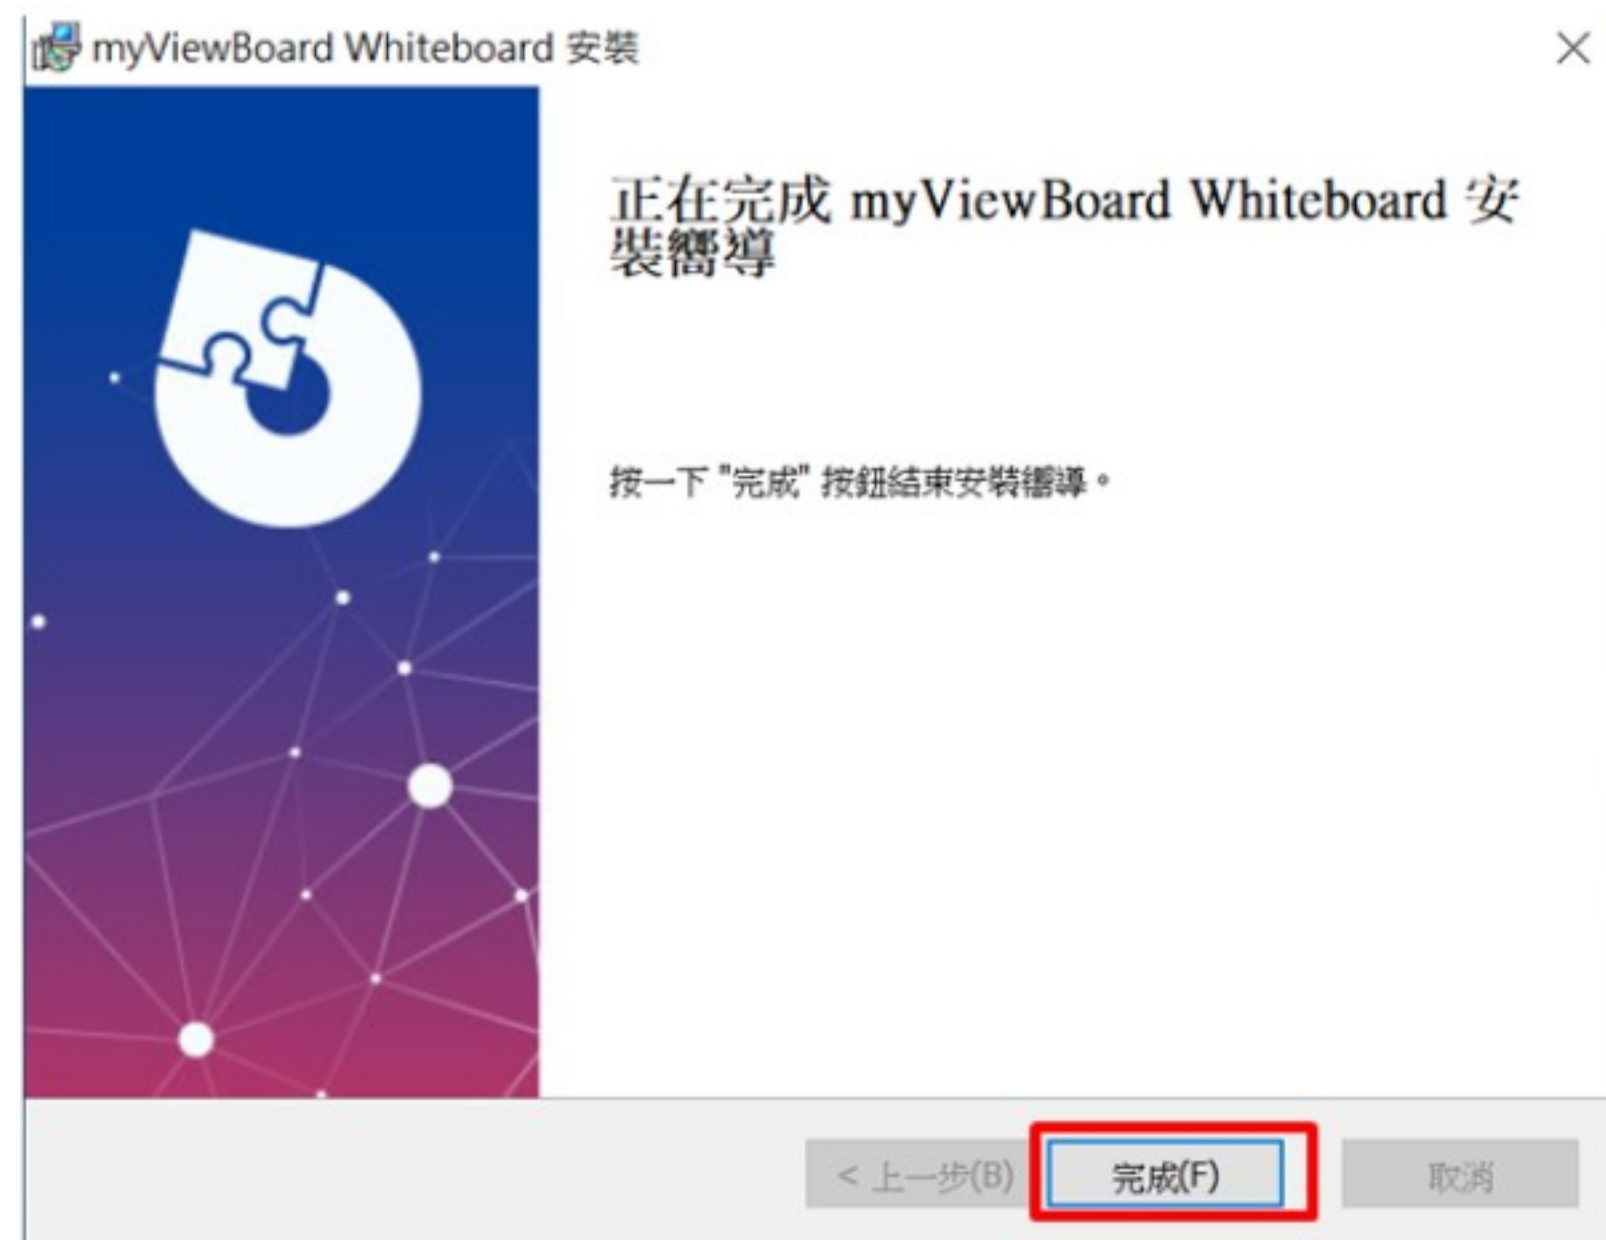 myViewBoard Whiteboard 安裝
正在完成 myViewBoard Whiteboard 安
裝嚮導
按一下 "完成" 按鈕結束安裝嚮導。
< 上一步(B)
完成(F)
取消